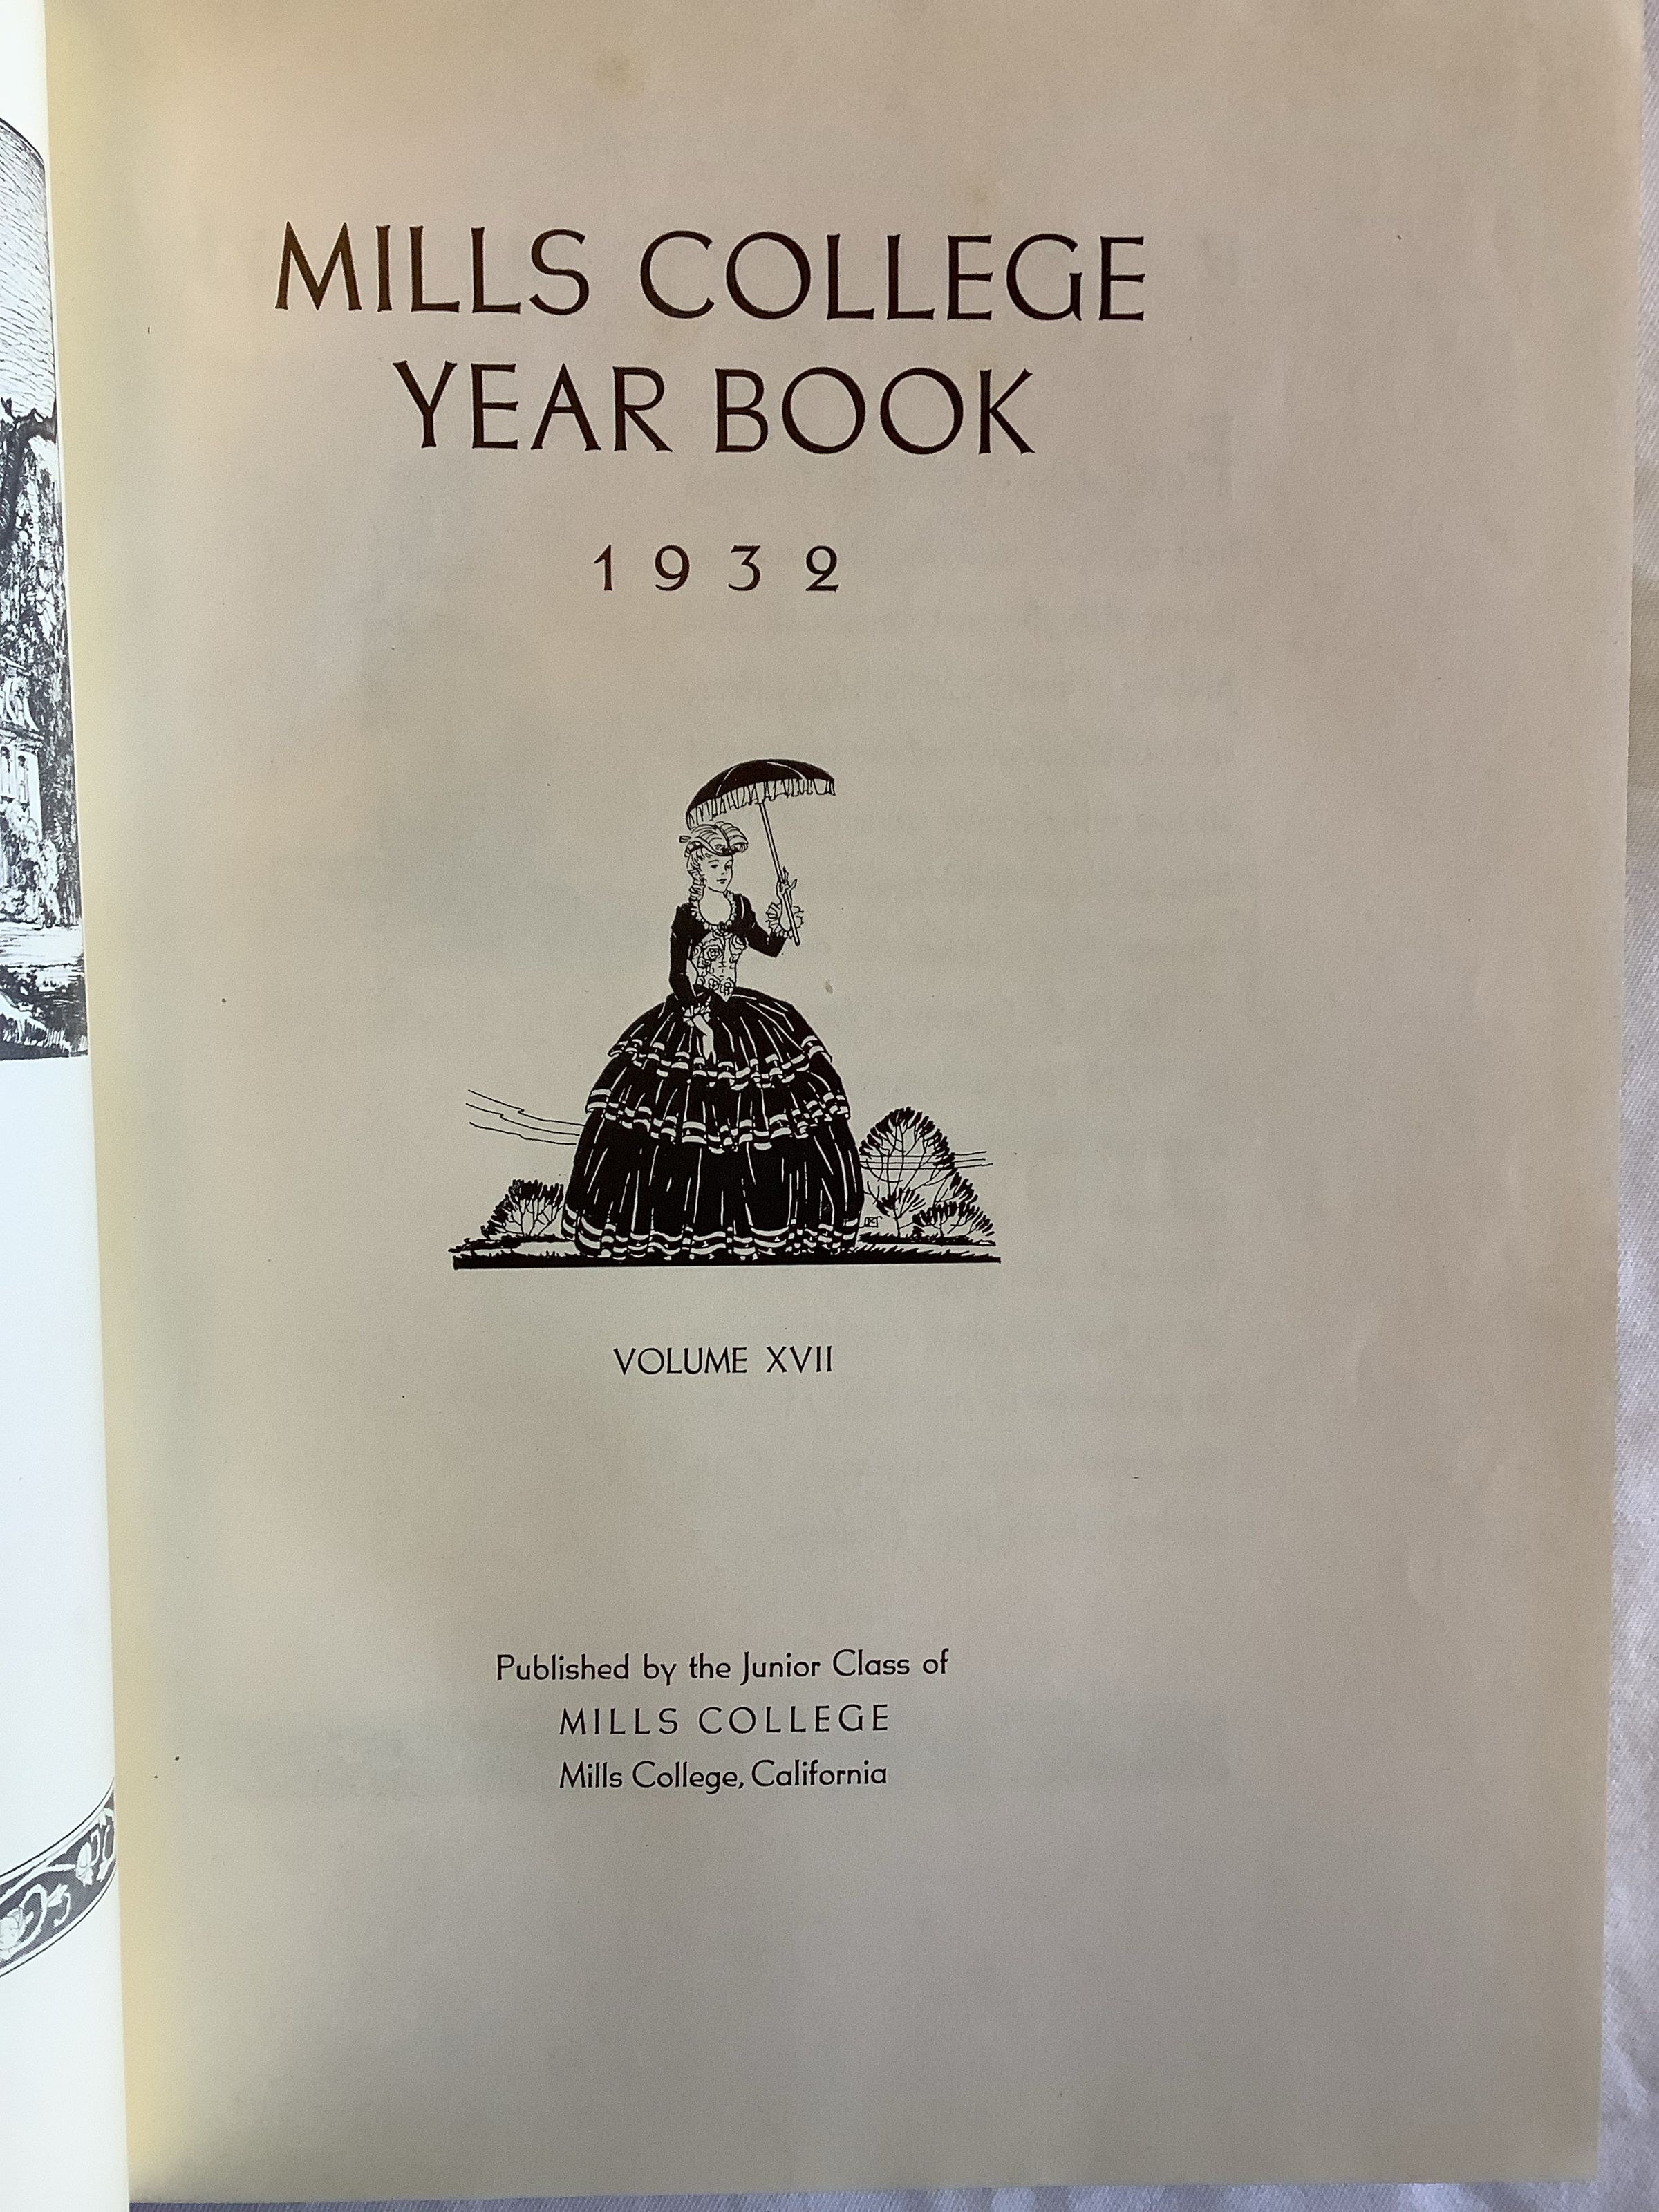 MILLS COLLEGE
YEAR BOOK
1932
VOLUME XVII
Published by the Junior Class of
MILLS COLLEGE
Mills College, California